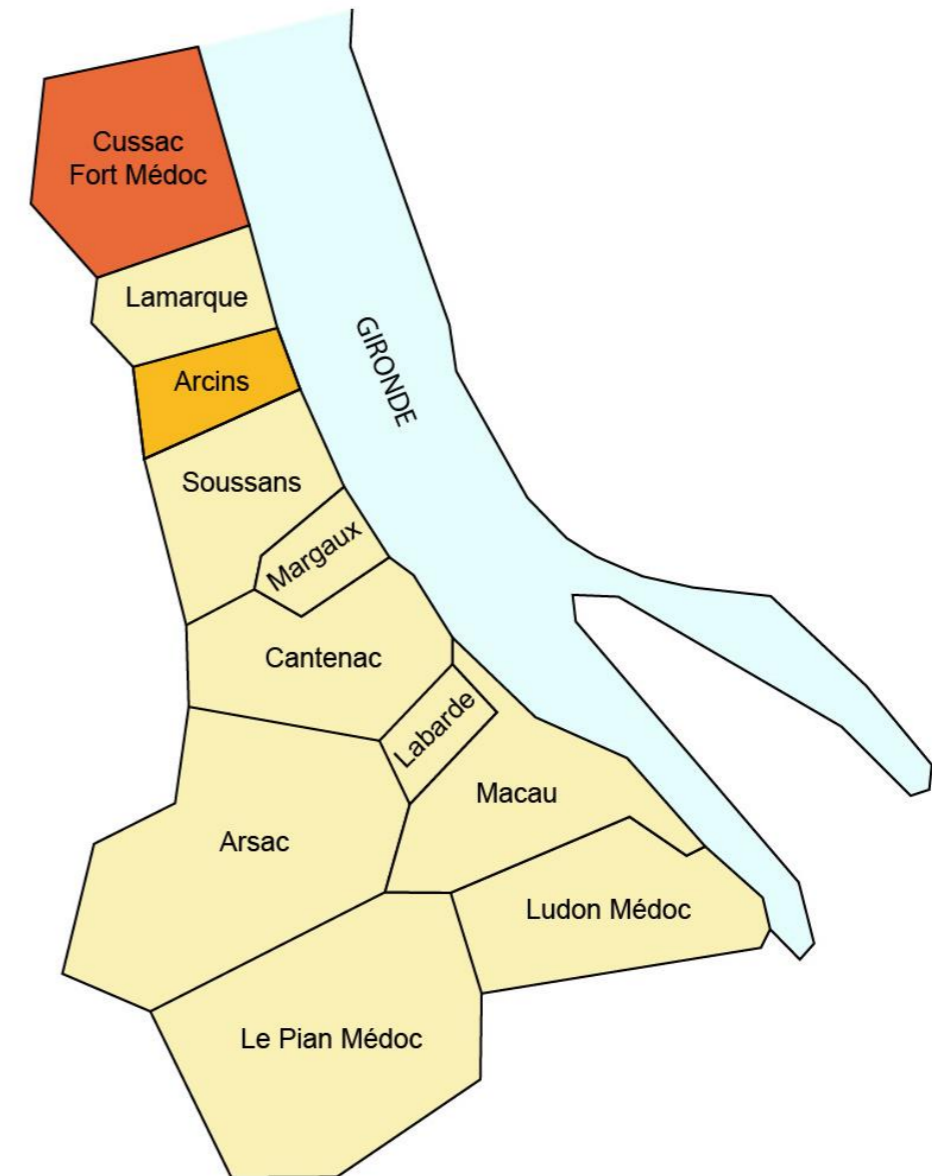 Cussac
Fort Médoc
Lamarque
Arcins
GIRONDE
Soussans
Margaux
Cantenac
Labarde
Macau
Arsac
Ludon Médoc
Le Pian Médoc